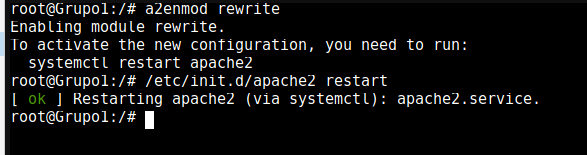 root@Grupo1:/# a2enmod rewrite
Enabling module rewrite.
To activate the new configuration, you need to run:
  systemctl restart apache2
root@Grupo1:/# /etc/init.d/apache2 restart
[ ok ] Restarting apache2 (via systemctl): apache2.service.
root@Grupo1:/#